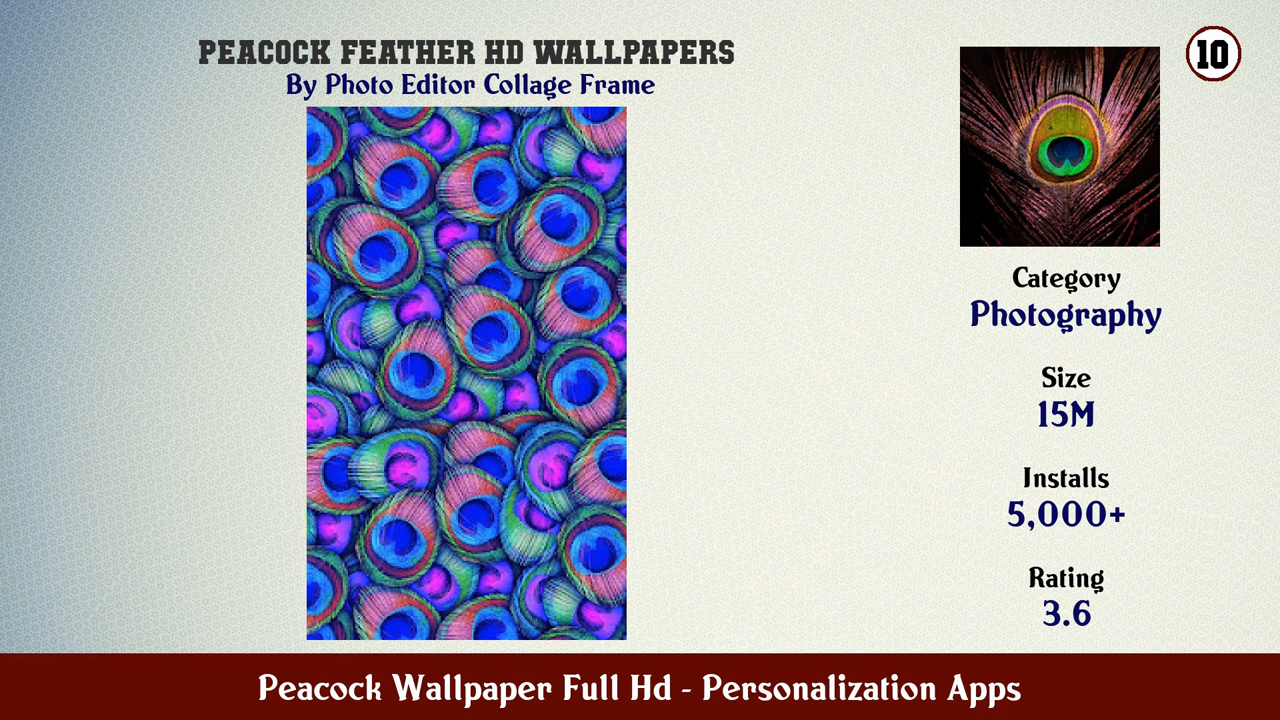 PEACOCK FEATHER HD WALLPAPERS
By Photo Editor Collage Frame
10
Category
Photography
Size
15M
Installs
5,000+
Rating
3.6
Peacock Wallpaper Full Hd - Personalization Apps